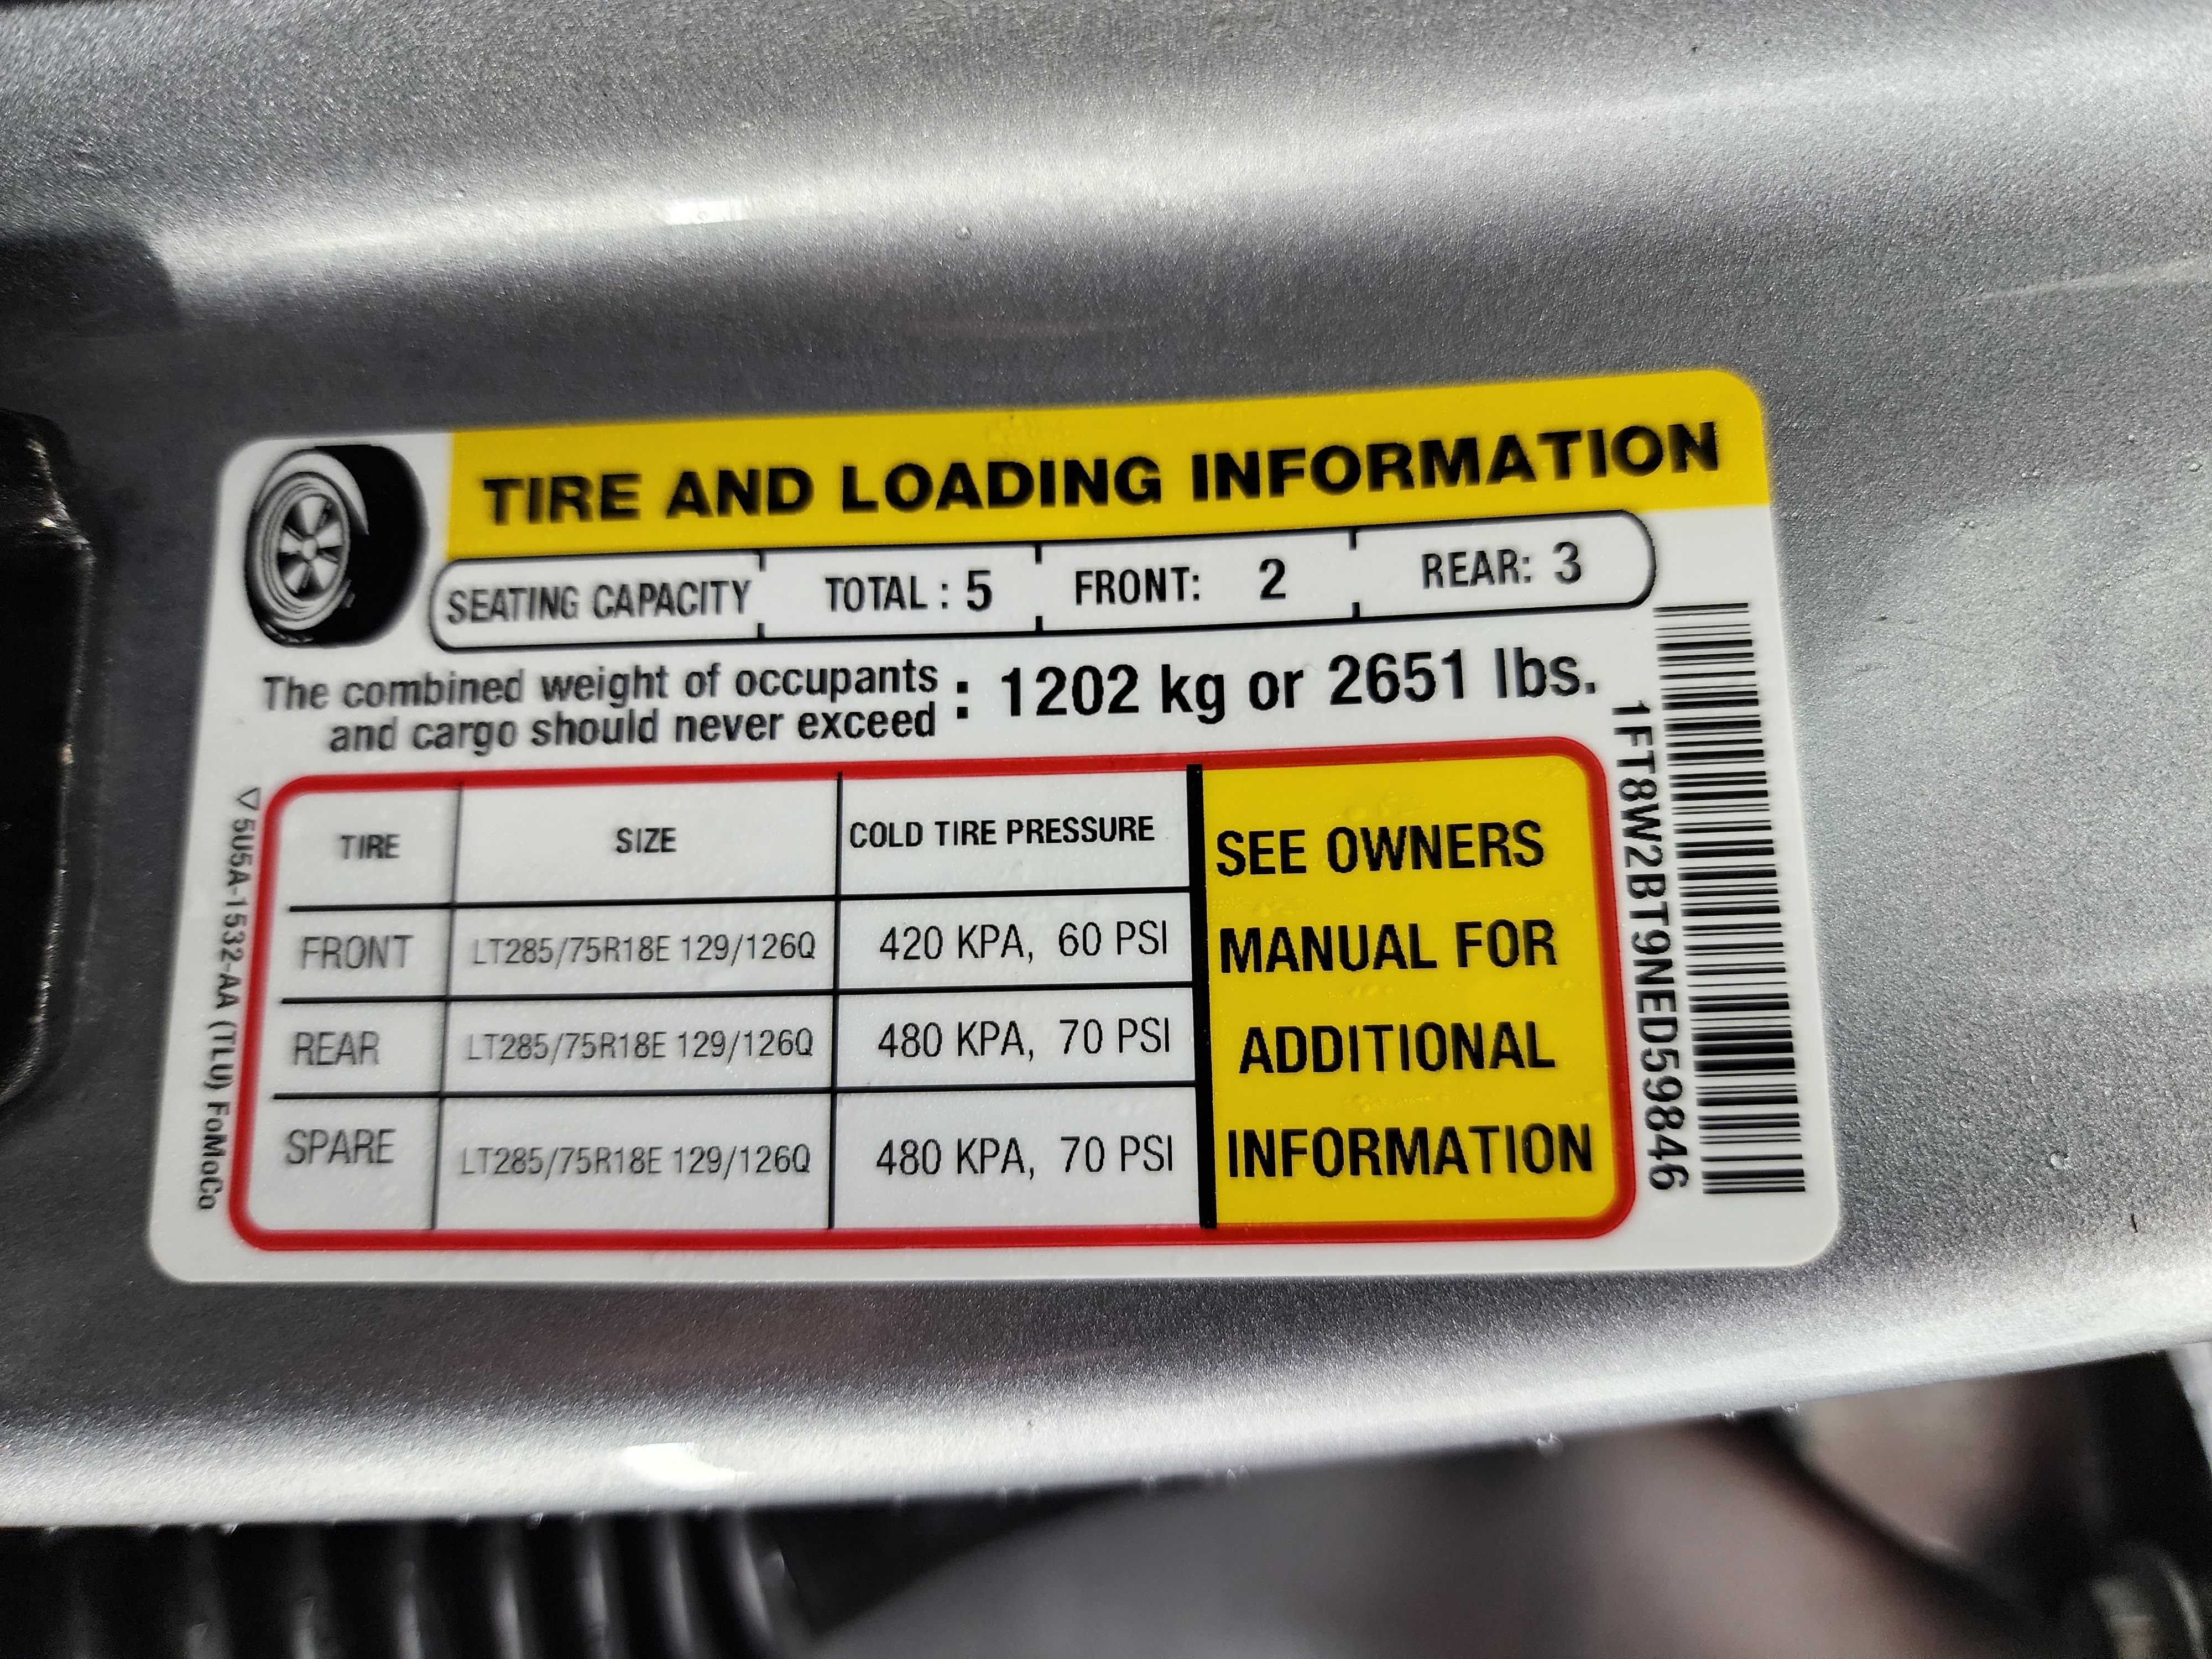 TIRE AND LOADING INFORMATION
SEATING CAPACITY TOTAL : 5 FRONT: 2 REAR: 3
The combined weight of occupants
and cargo should never exceed : 1202 kg or 2651 lbs.
TIRE SIZE COLD TIRE PRESSURE
FRONT LT285/75R18E 129/126Q 420 KPA, 60 PSI
REAR LT285/75R18E 129/126Q 480 KPA, 70 PSI
SPARE LT285/75R18E 129/126Q 480 KPA, 70 PSI
SEE OWNERS
MANUAL FOR
ADDITIONAL
INFORMATION
1FT8W2BT9NED59846
5U5A-1532-AA (TLU) FoMoCo